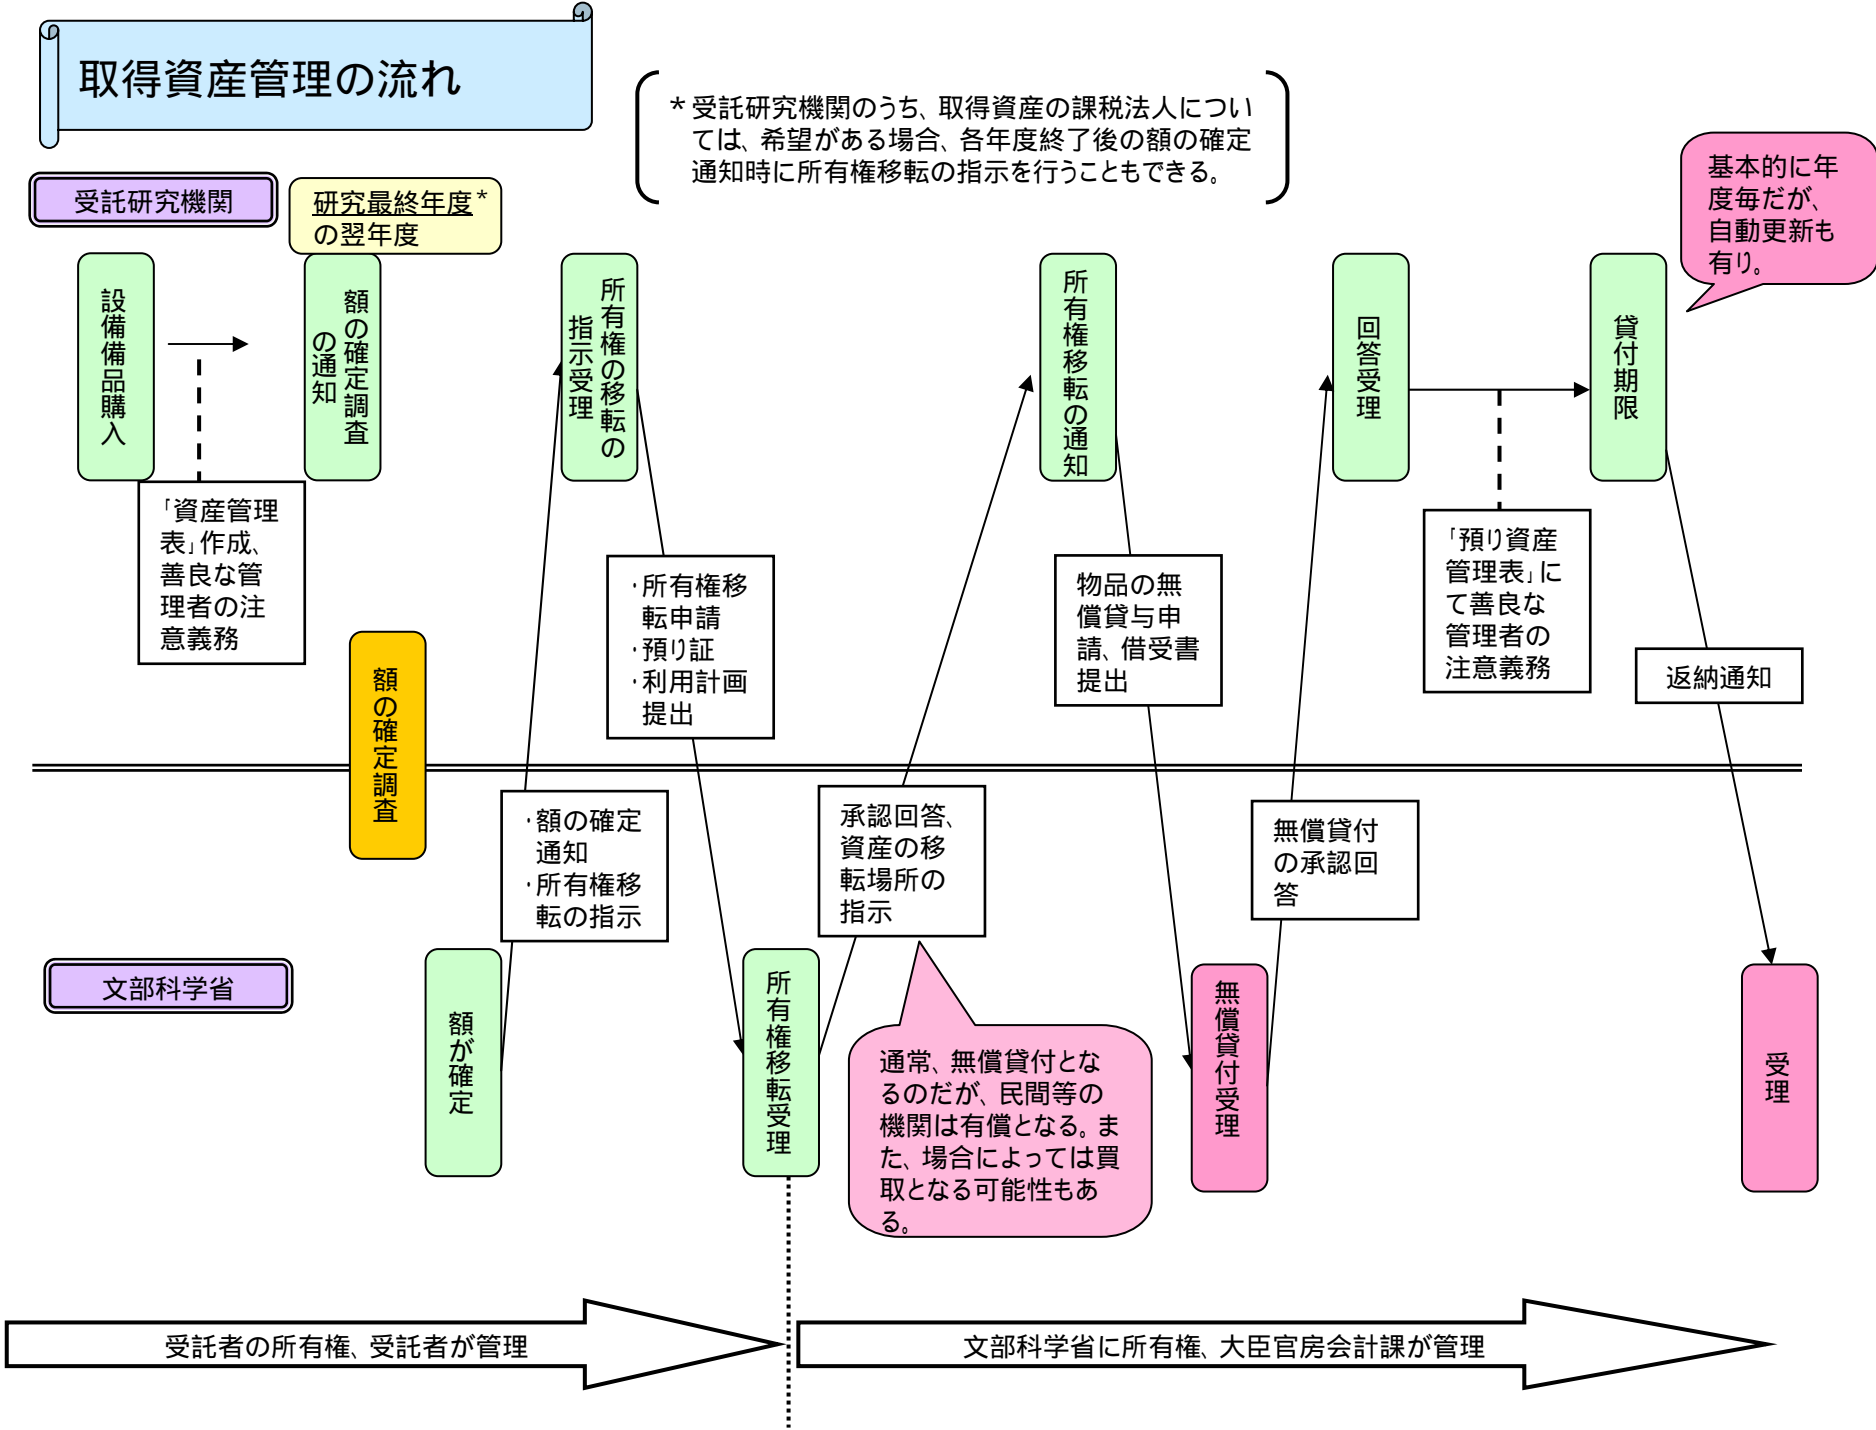 取得資産管理の流れ
*受託研究機関のうち、取得資産の課税法人につい
ては、希望がある場合、各年度終了後の額の確定
通知時に所有権移転の指示を行うこともできる。
基本的に年
度毎だが、
自動更新も
有り。
受託研究機関
研究最終年度*
の翌年度
設備備品購入
額の確定調査
の通知
所有権の移転の
指示受理
所有権移転の通知
回答受理
貸付期限
「資産管理
表」作成、
善良な管
理者の注
意義務
・所有権移
転申請
・預り証
・利用計画
提出
物品の無
償貸与申
請、借受書
提出
「預り資産
管理表」に
て善良な
管理者の
注意義務
返納通知
額の確定調査
・額の確定
通知
・所有権移
転の指示
承認回答、
資産の移
転場所の
指示
無償貸付
の承認回
答
文部科学省
額が確定
所有権移転受理
通常、無償貸付とな
るのだが、民間等の
機関は有償となる。ま
た、場合によっては買
取となる可能性もあ
る。
無償貸付受理
受理
受託者の所有権、受託者が管理
文部科学省に所有権、大臣官房会計課が管理